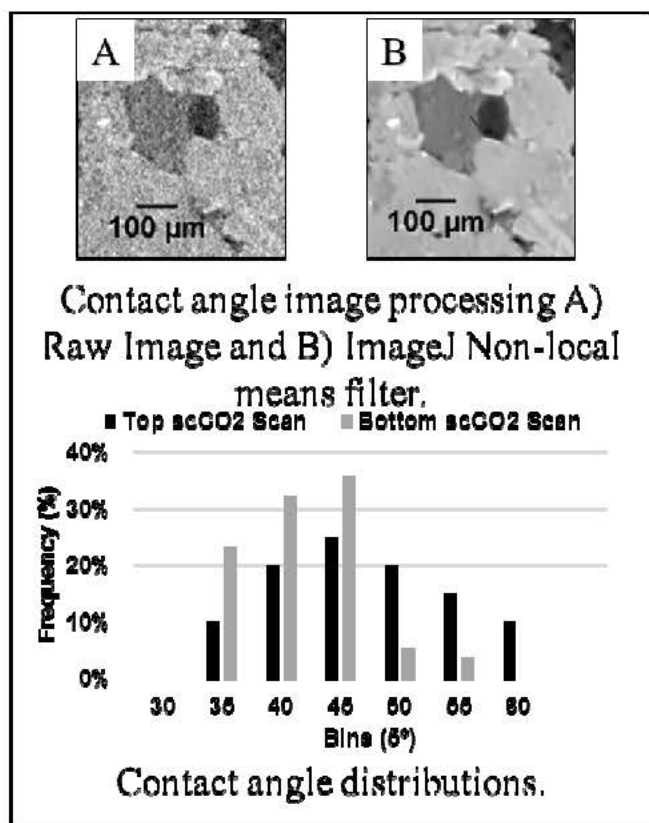 A B
100 µm 100 µm
Contact angle image processing A)
Raw Image and B) ImageJ Non-local
means filter.
Top scCO2 Scan Bottom scCO2 Scan
40%
30%
20%
10%
0%
Frequency (%)
30 35 40 45 50 55 60
Bins (5°)
Contact angle distributions.